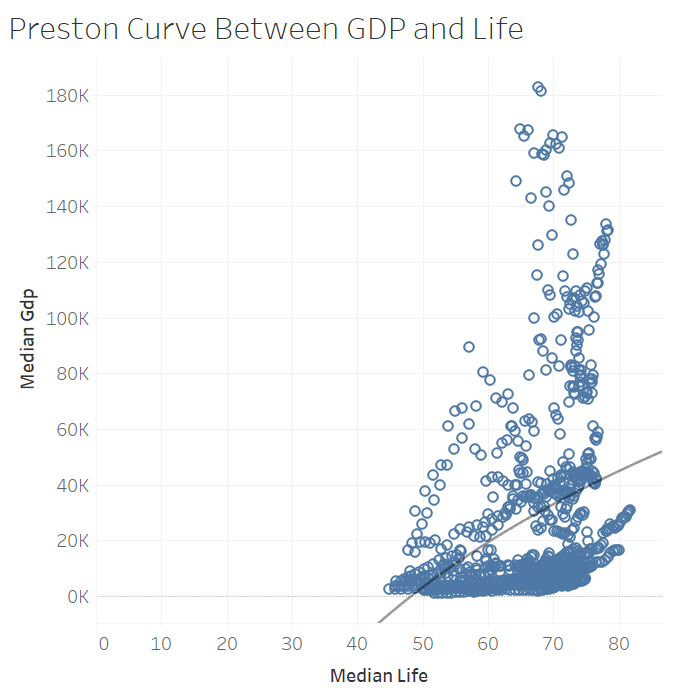 Preston Curve Between GDP and Life
180K
160K
140K
120K
100K
80K
60K
40K
20K
0K
Median Gdp
0 10 20 30 40 50 60 70 80
Median Life